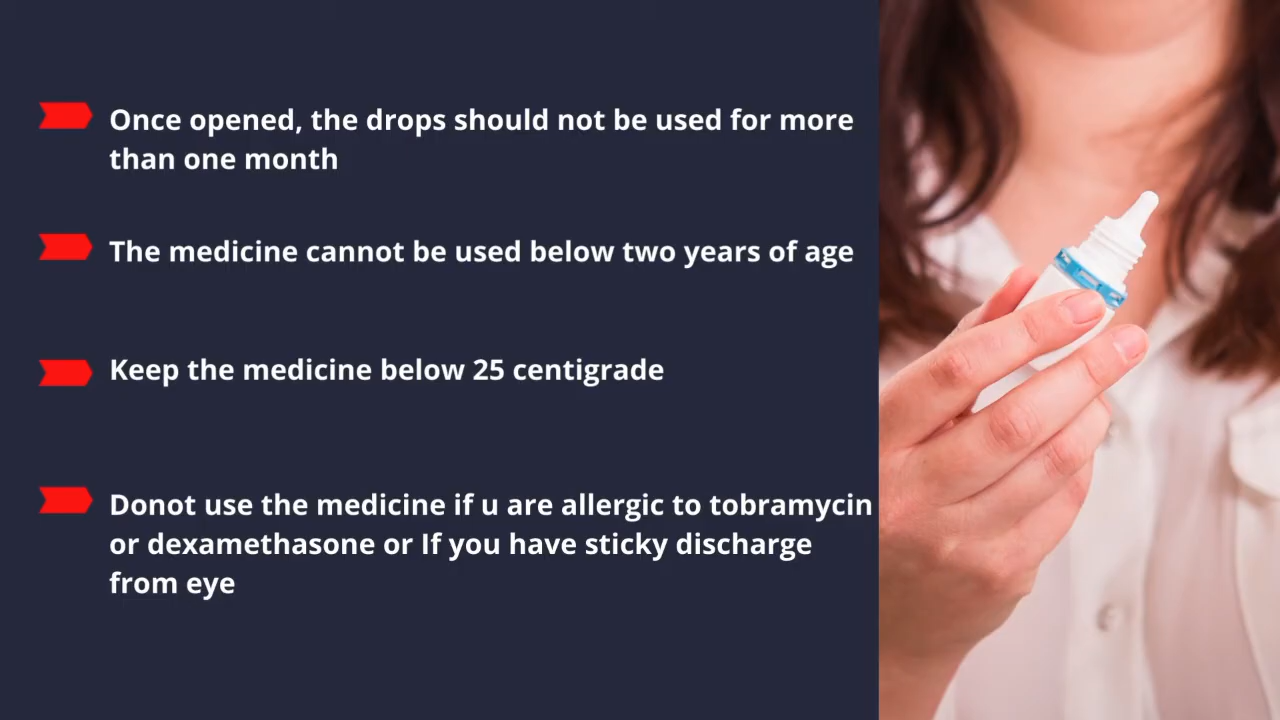 Once opened, the drops should not be used for more
than one month
The medicine cannot be used below two years of age
Keep the medicine below 25 centigrade
Donot use the medicine if u are allergic to tobramycin
or dexamethasone or If you have sticky discharge
from eye